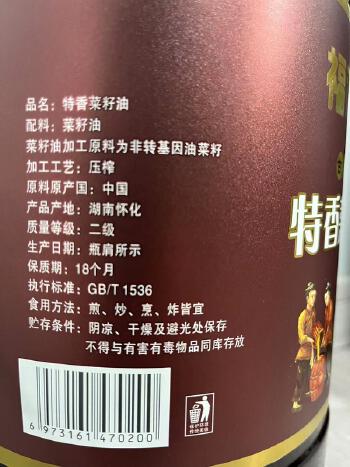 品名：特香菜籽油
配料：菜籽油
菜籽油加工原料为非转基因油菜籽
加工工艺：压榨
原料原产国：中国
产品产地：湖南怀化
质量等级：二级
生产日期：瓶肩所示
保质期：18个月
执行标准：GB/T 1536
食用方法：煎、炒、烹、炸皆宜
贮存条件：阴凉、干燥及避光处保存
不得与有害有毒物品同库存放
6 973161 470200
福
特香